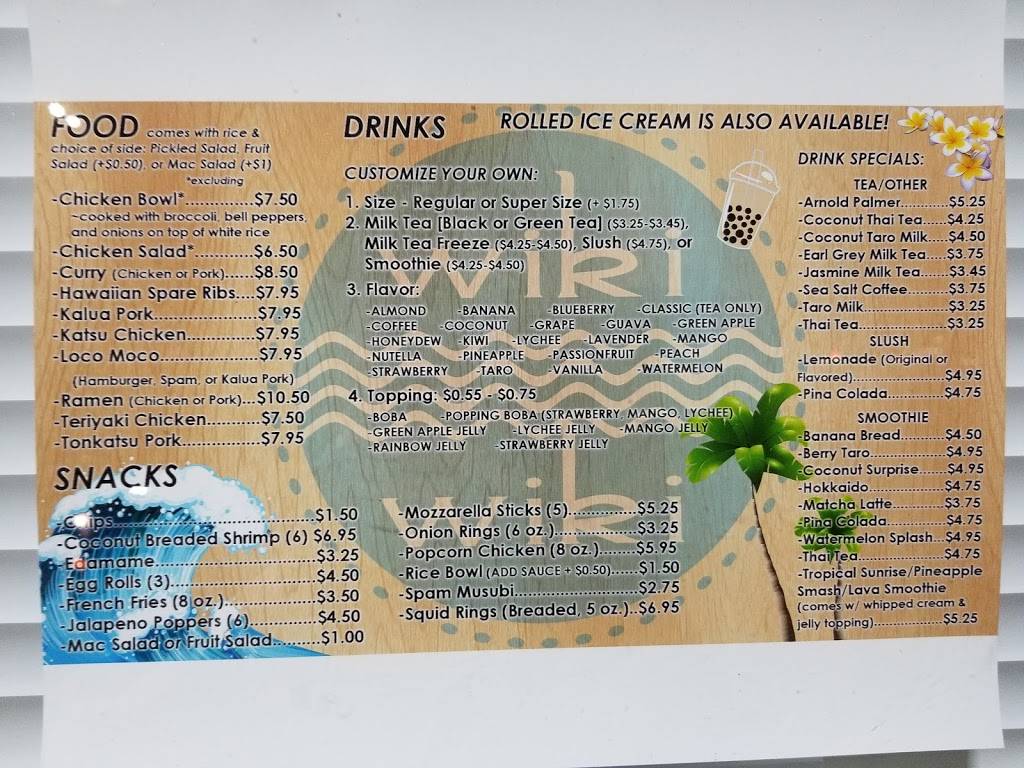 FOOD comes with rice &
choice of side: Pickled Salad, Fruit
Salad (+$0.50), or Mac Salad (+$1)
*excluding
-Chicken Bowl*...............$7.50
~cooked with broccoli, bell peppers,
and onions on top of white rice
-Chicken Salad*............$6.50
-Curry (Chicken or Pork).....$8.50
-Hawaiian Spare Ribs....$7.95
-Kalua Pork.....................$7.95
-Katsu Chicken...............$7.95
-Loco Moco....................$7.95
(Hamburger, Spam, or Kalua Pork)
-Ramen (Chicken or Pork)...$10.50
-Teriyaki Chicken...........$7.50
-Tonkatsu Pork................$7.95
SNACKS
-Chips.......................................$1.50
-Coconut Breaded Shrimp (6) $6.95
-Edamame...............................$3.25
-Egg Rolls (3)............................$4.50
-French Fries (8 oz.)..................$3.50
-Jalapeno Poppers (6).............$4.50
-Mac Salad or Fruit Salad.........$1.00
-Mozzarella Sticks (5).............$5.25
-Onion Rings (6 oz.)................$3.25
-Popcorn Chicken (8 oz.).......$5.95
-Rice Bowl (ADD SAUCE + $0.50)......$1.50
-Spam Musubi.......................$2.75
-Squid Rings (Breaded, 5 oz.)..$6.95
DRINKS
ROLLED ICE CREAM IS ALSO AVAILABLE!
CUSTOMIZE YOUR OWN:
1. Size - Regular or Super Size (+ $1.75)
2. Milk Tea [Black or Green Tea] ($3.25-$3.45),
Milk Tea Freeze ($4.25-$4.50), Slush ($4.75), or
Smoothie ($4.25-$4.50)
3. Flavor:
-ALMOND -BANANA -BLUEBERRY -CLASSIC (TEA ONLY)
-COFFEE -COCONUT -GRAPE -GUAVA -GREEN APPLE
-HONEYDEW -KIWI -LYCHEE -LAVENDER -MANGO
-NUTELLA -PINEAPPLE -PASSIONFRUIT -PEACH
-STRAWBERRY -TARO -VANILLA -WATERMELON
4. Topping: $0.55 - $0.75
-BOBA -POPPING BOBA (STRAWBERRY, MANGO, LYCHEE)
-GREEN APPLE JELLY -LYCHEE JELLY -MANGO JELLY
-RAINBOW JELLY -STRAWBERRY JELLY
wiki
wiki
DRINK SPECIALS:
TEA/OTHER
-Arnold Palmer............$5.25
-Coconut Thai Tea......$4.25
-Coconut Taro Milk.....$4.50
-Earl Grey Milk Tea.....$3.75
-Jasmine Milk Tea.......$3.45
-Sea Salt Coffee..........$3.75
-Taro Milk.....................$3.25
-Thai Tea......................$3.25
SLUSH
-Lemonade (Original or
Flavored)......................$4.95
-Pina Colada..............$4.75
SMOOTHIE
-Banana Bread...........$4.50
-Berry Taro..................$4.95
-Coconut Surprise.......$4.95
-Hokkaido...................$4.75
-Matcha Latte............$3.75
-Pina Colada..............$4.75
-Watermelon Splash...$4.95
-Thai Tea.....................$4.75
-Tropical Sunrise/Pineapple
Smash/Lava Smoothie
(comes w/ whipped cream &
jelly topping)................$5.25